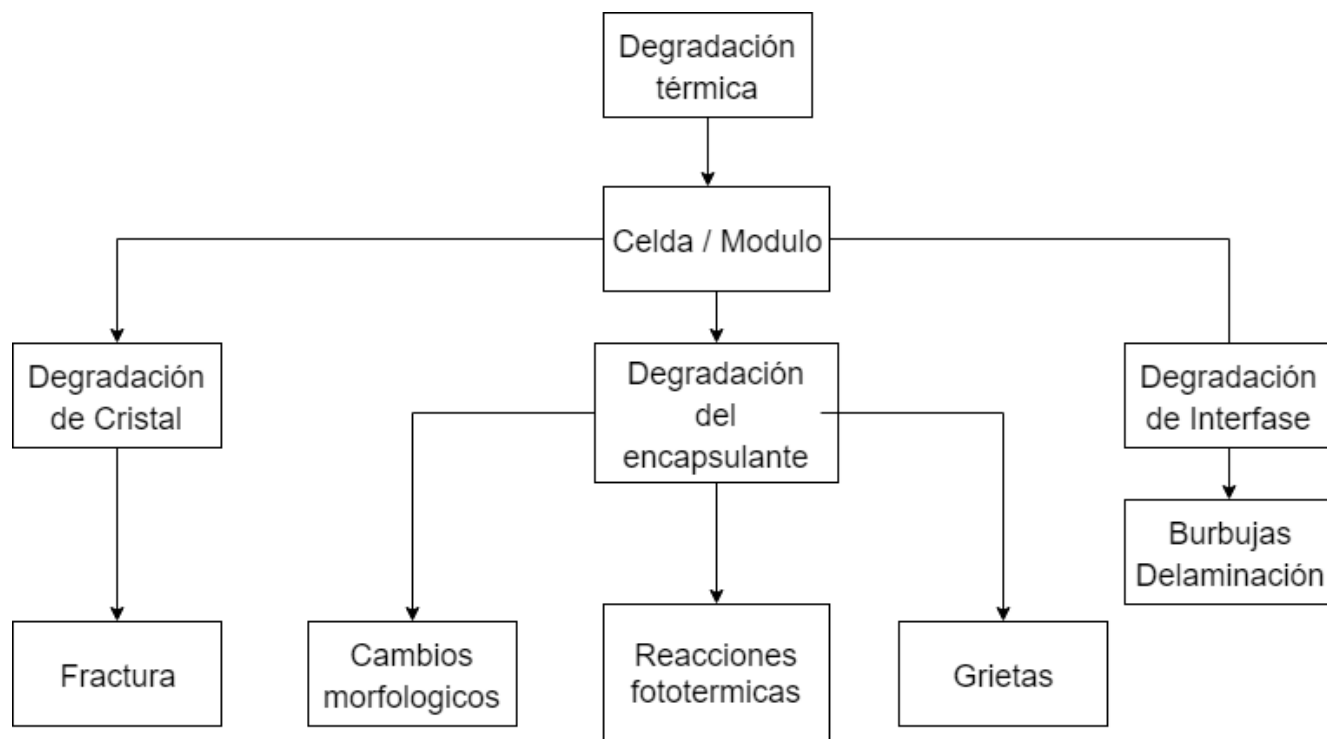 Degradación
térmica
Celda / Modulo
Degradación
de Cristal
Degradación
del
encapsulante
Degradación
de Interfase
Burbujas
Delaminación
Fractura
Cambios
morfologicos
Reacciones
fototermicas
Grietas